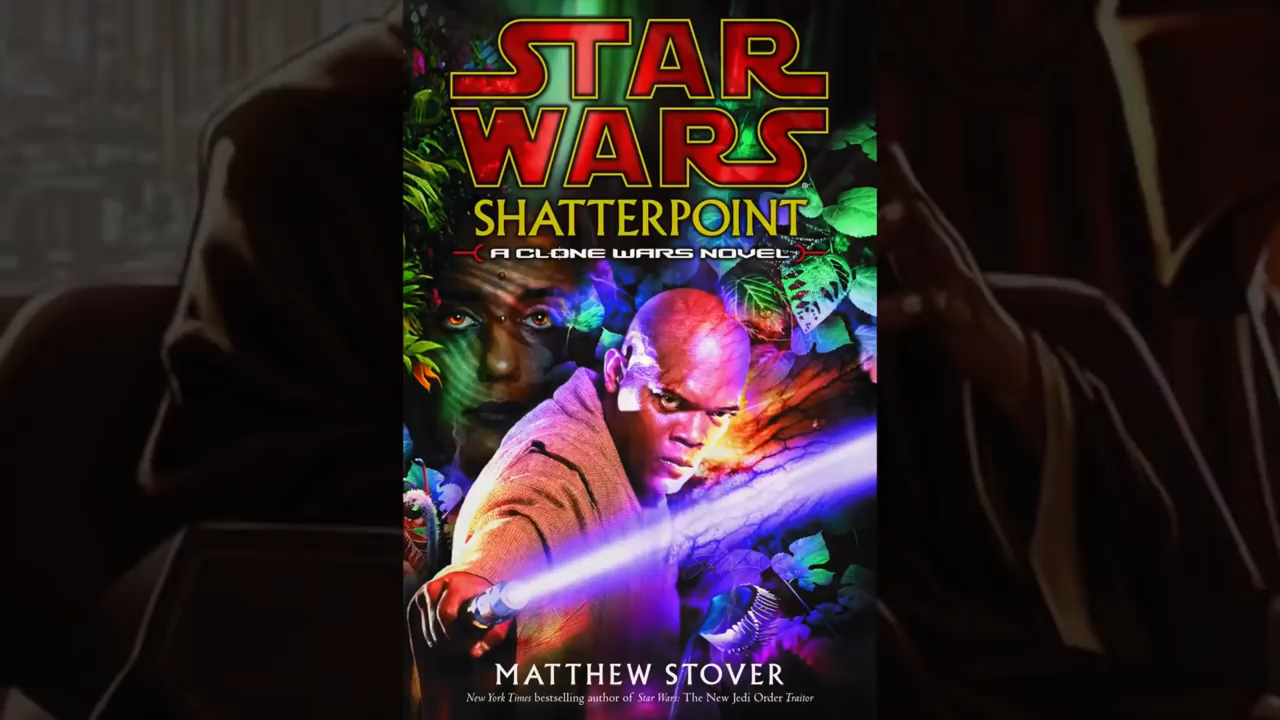 STAR
WARS
SHATTERPOINT
A CLONE WARS NOVEL
MATTHEW STOVER
New York Times bestselling author of Star Wars: The New Jedi Order Traitor